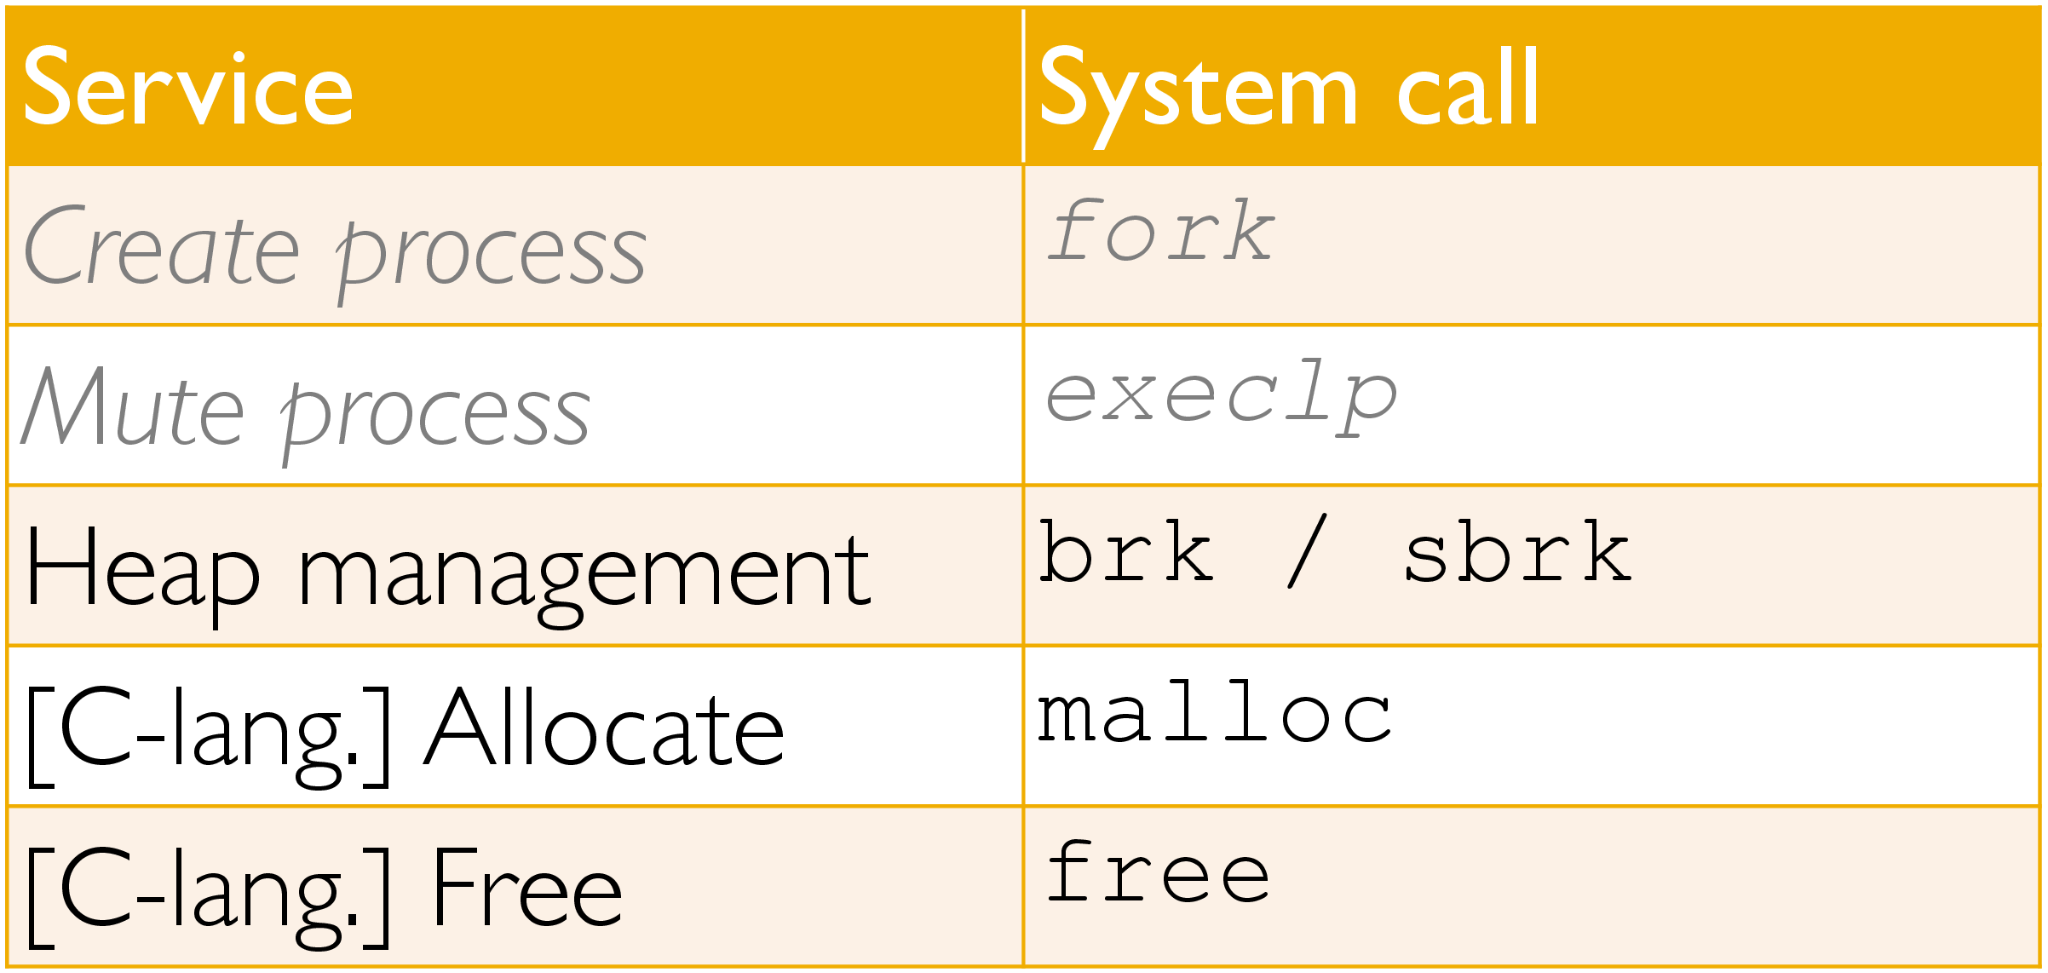 Service System call
Create process fork
Mute process execlp
Heap management brk / sbrk
[C-lang.] Allocate malloc
[C-lang.] Free free